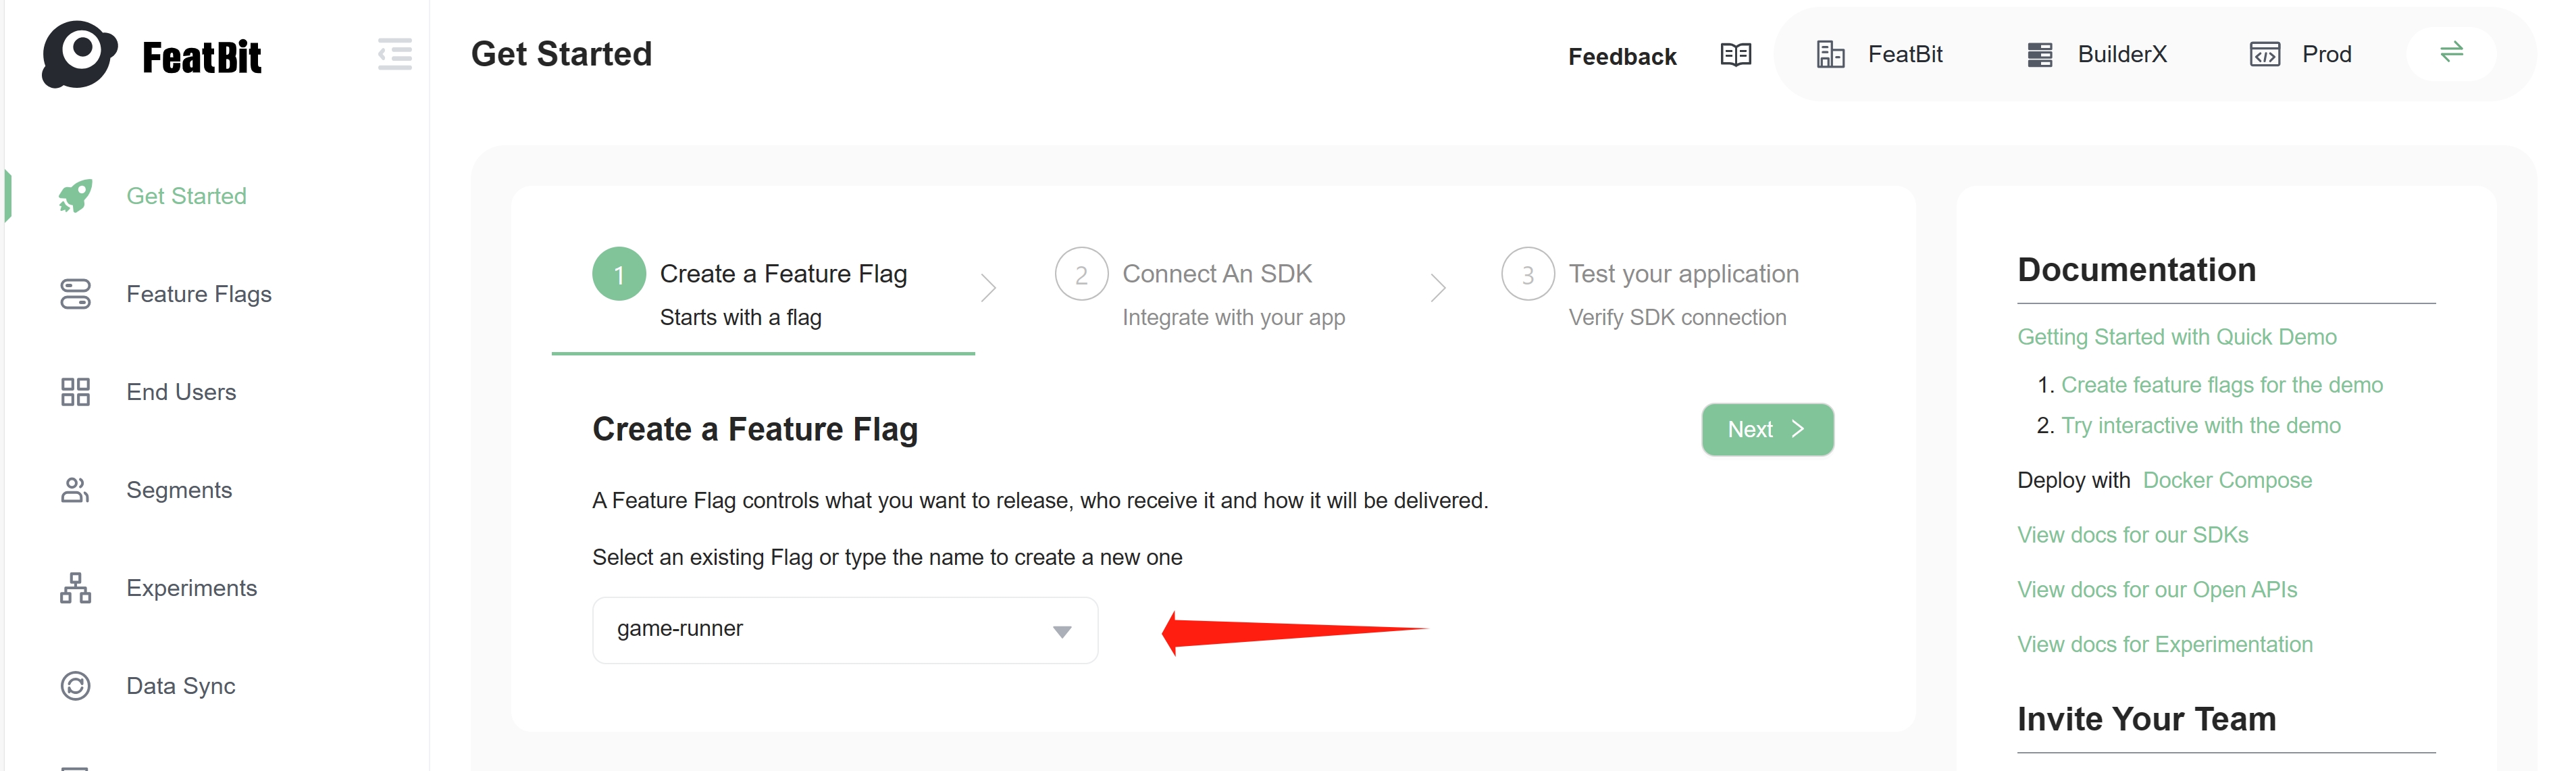 FeatBit
Get Started
Feedback
FeatBit
BuilderX
Prod
Get Started
Feature Flags
End Users
Segments
Experiments
Data Sync
1
Create a Feature Flag
Starts with a flag
2
Connect An SDK
Integrate with your app
3
Test your application
Verify SDK connection
Create a Feature Flag
Next
A Feature Flag controls what you want to release, who receive it and how it will be delivered.
Select an existing Flag or type the name to create a new one
game-runner
Documentation
Getting Started with Quick Demo
1. Create feature flags for the demo
2. Try interactive with the demo
Deploy with Docker Compose
View docs for our SDKs
View docs for our Open APIs
View docs for Experimentation
Invite Your Team